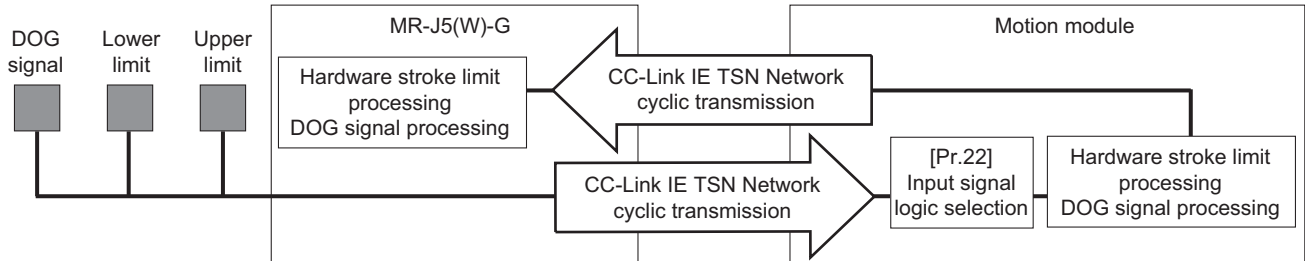 MR-J5(W)-G
Motion module
DOG
signal
Lower
limit
Upper
limit
Hardware stroke limit
processing
DOG signal processing
CC-Link IE TSN Network
cyclic transmission
CC-Link IE TSN Network
cyclic transmission
[Pr.22]
Input signal
logic selection
Hardware stroke limit
processing
DOG signal processing